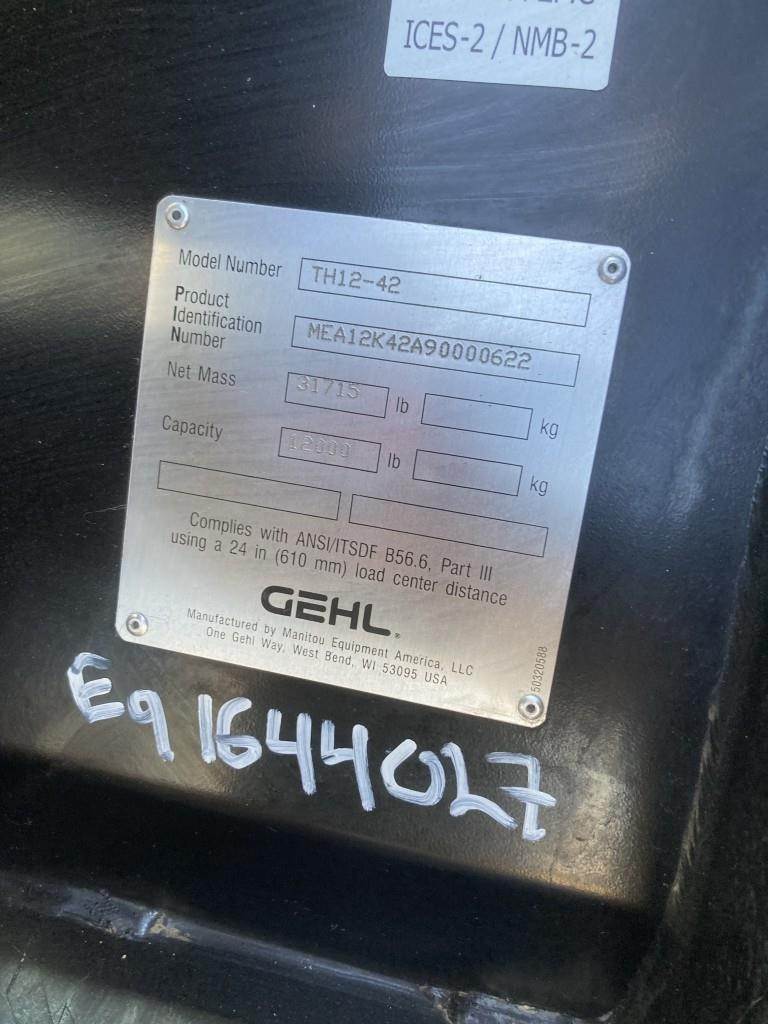 ICES-2 / NMB-2
Model Number TH12-42
Product
Identification
Number MEA12K42A90000622
Net Mass 31715 lb kg
Capacity 12000 lb kg
Complies with ANSI/ITSDF B56.6, Part III
using a 24 in (610 mm) load center distance
GEHL®
Manufactured by Manitou Equipment America, LLC
One Gehl Way, West Bend, WI 53095 USA
50320588
Eq 1644027